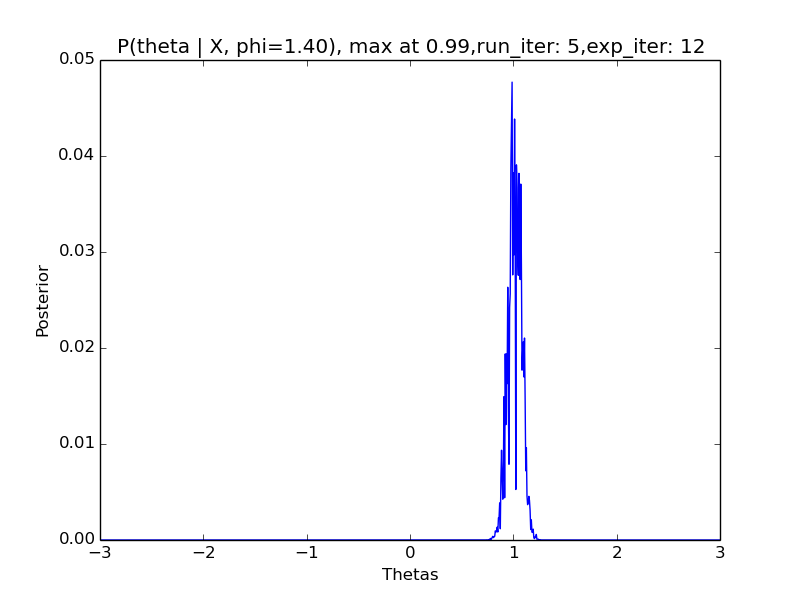 P(theta | X, phi=1.40), max at 0.99,run_iter: 5,exp_iter: 12
0.05
0.04
0.03
0.02
0.01
0.00
Posterior
−3 −2 −1 0 1 2 3
Thetas